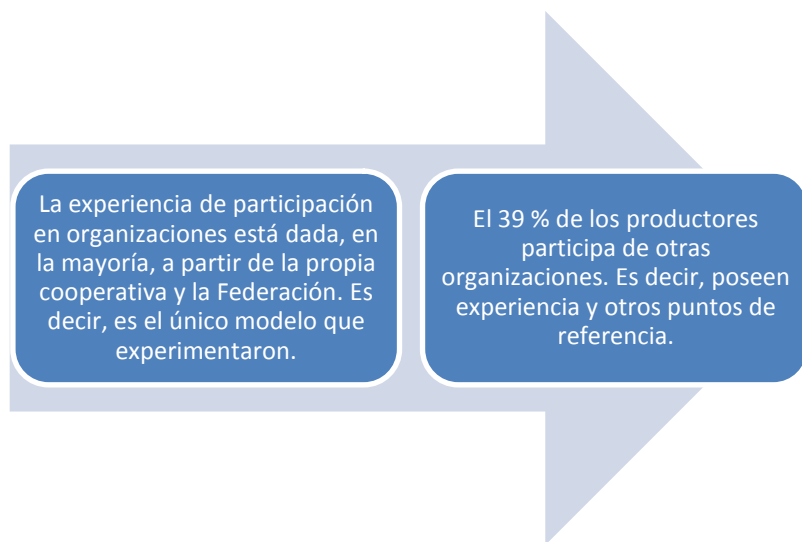 La experiencia de participación
en organizaciones está dada, en
la mayoría, a partir de la propia
cooperativa y la Federación. Es
decir, es el único modelo que
experimentaron.
El 39 % de los productores
participa de otras
organizaciones. Es decir, poseen
experiencia y otros puntos de
referencia.